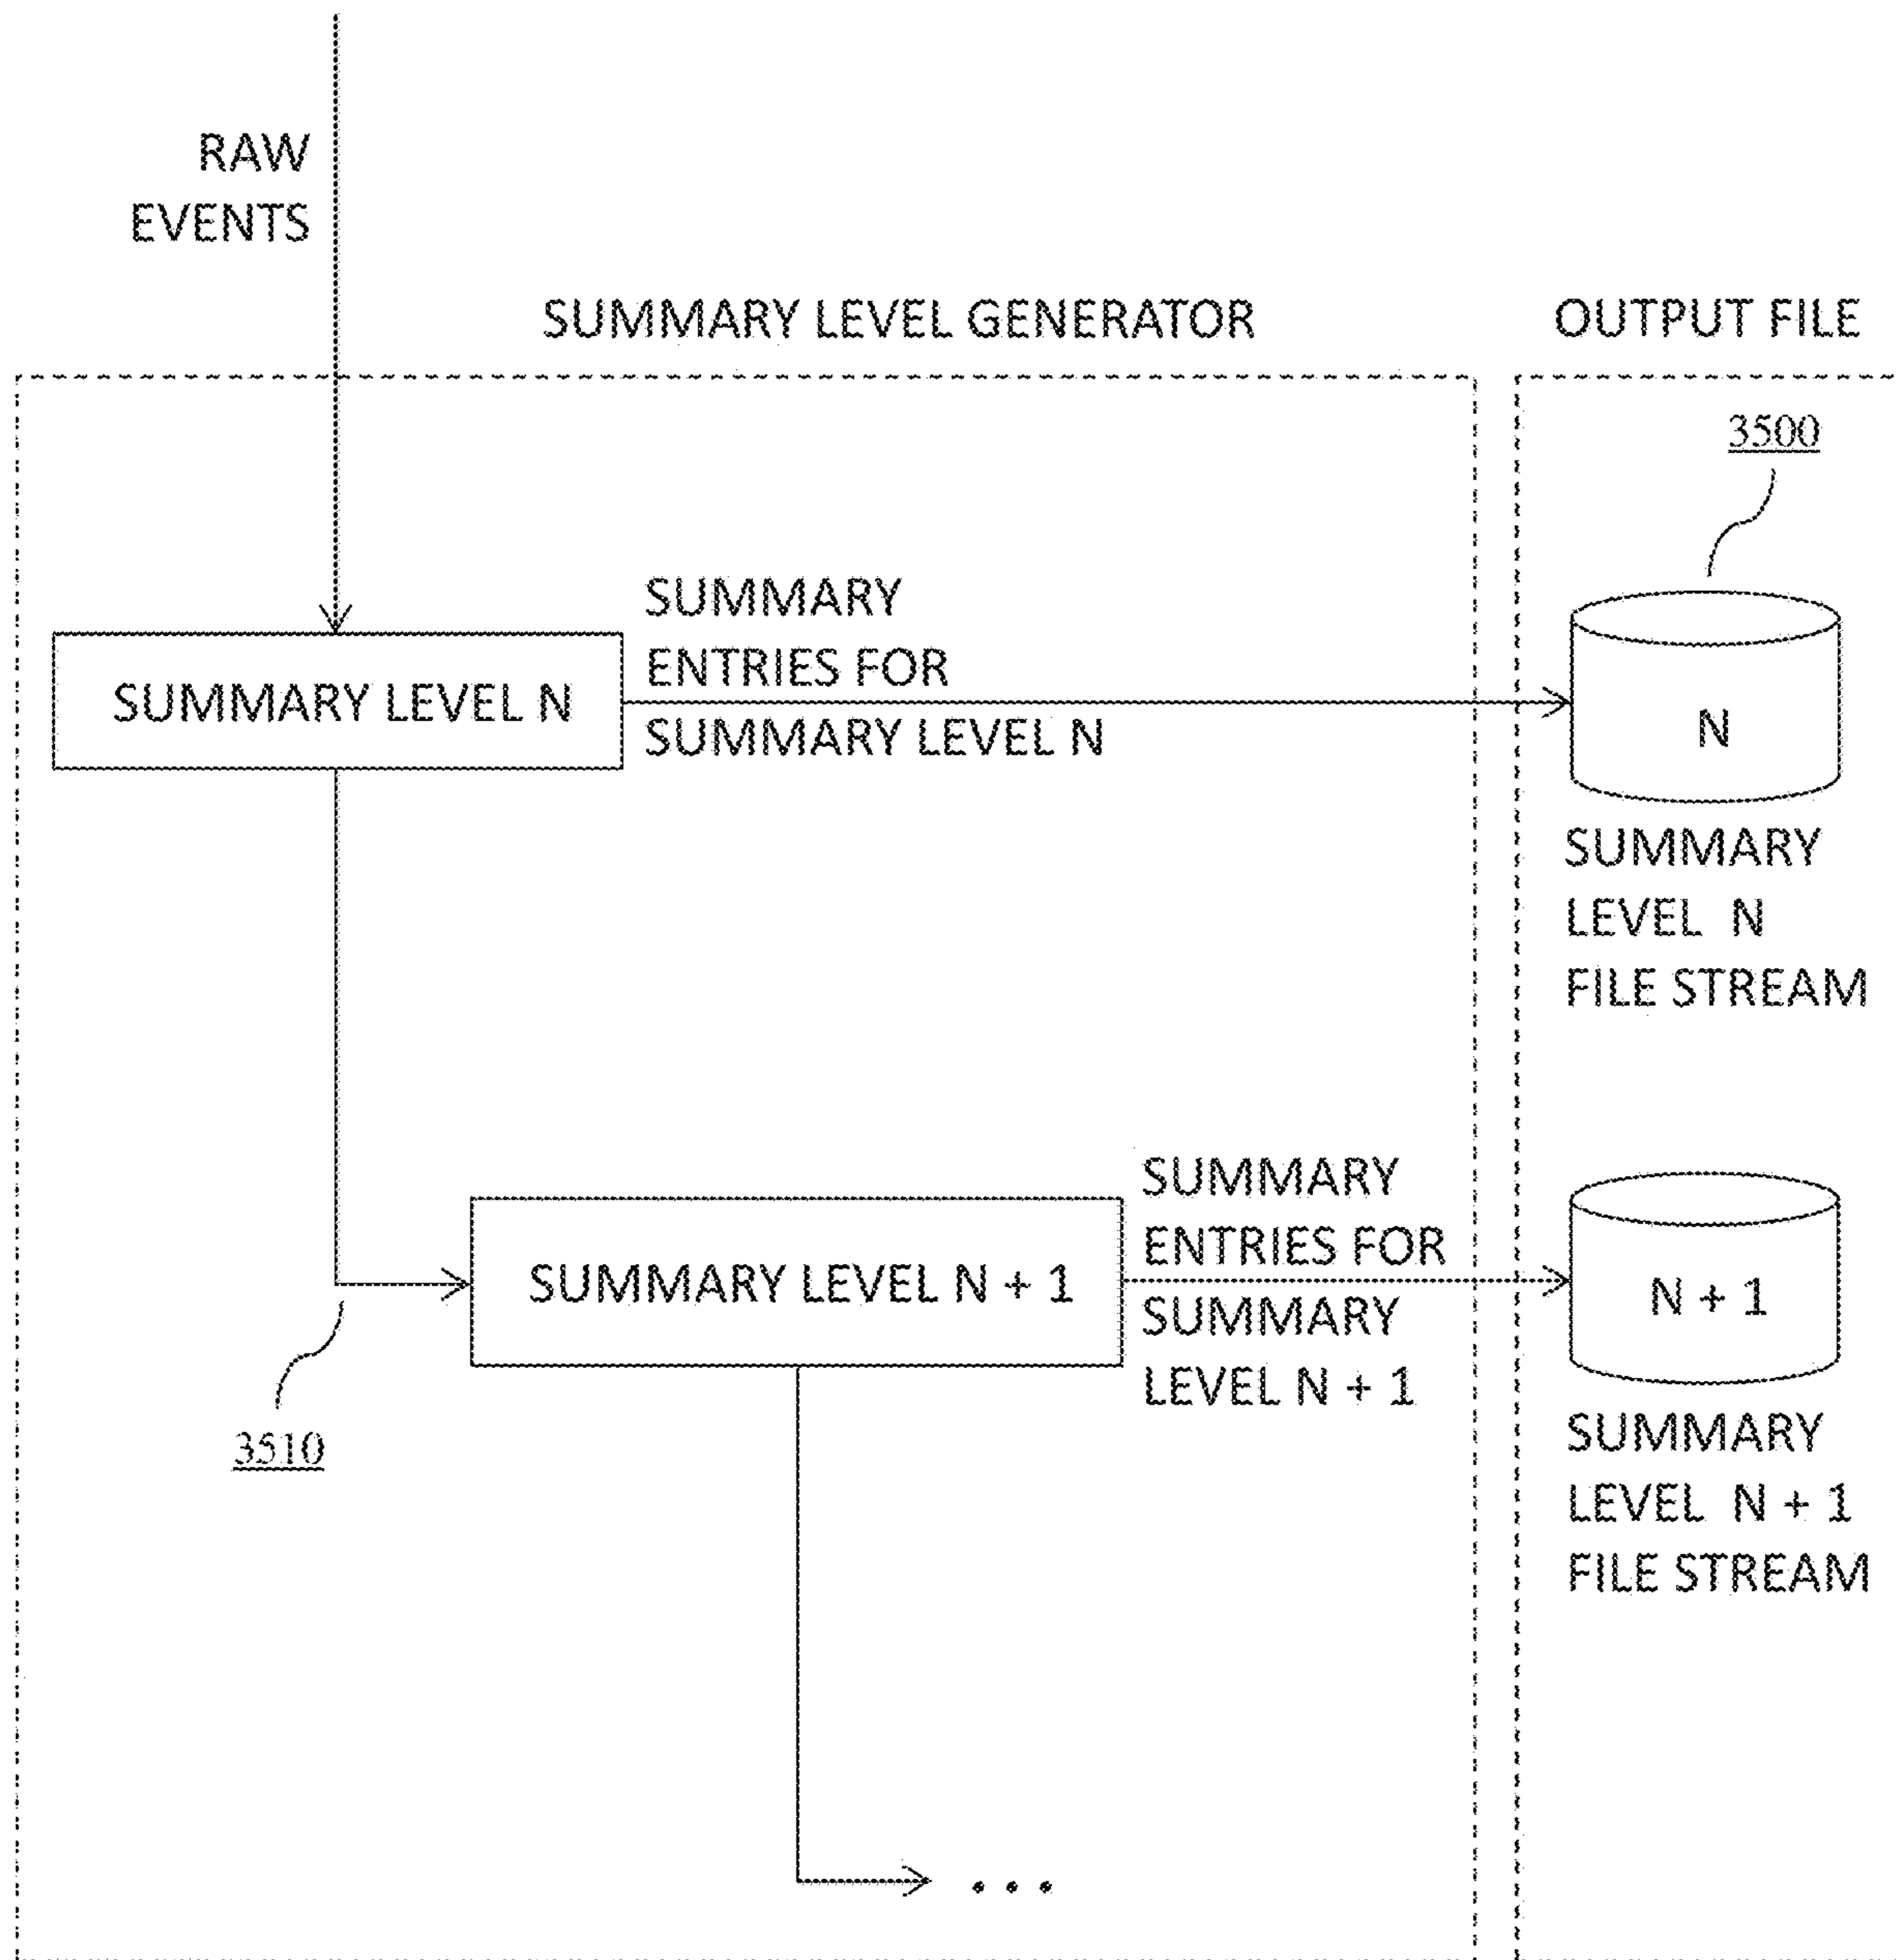 RAW
EVENTS
SUMMARY LEVEL GENERATOR
OUTPUT FILE
3500
SUMMARY
ENTRIES FOR
SUMMARY LEVEL N
SUMMARY LEVEL N
N
SUMMARY
LEVEL N
FILE STREAM
SUMMARY
ENTRIES FOR
SUMMARY
LEVEL N + 1
SUMMARY LEVEL N + 1
N + 1
3510
SUMMARY
LEVEL N + 1
FILE STREAM
...